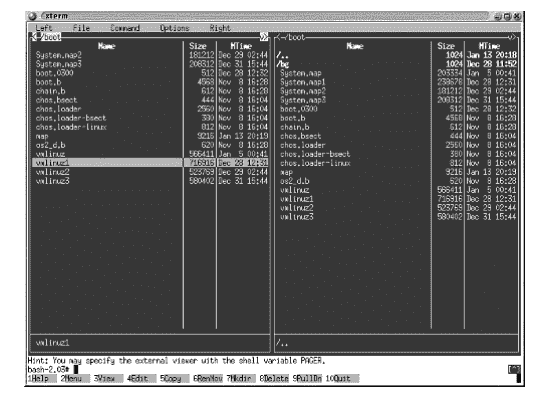 Xterm
Left File Command Options Right
/boot
Name Size MTime
System.map2 181212 Dec 29 02:44
System.map3 208312 Dec 31 15:44
boot.0300 512 Dec 28 12:32
boot.b 4568 Nov 8 16:28
chain.b 612 Nov 8 16:28
chos.bsect 444 Nov 8 16:04
chos.loader 2560 Nov 8 16:04
chos.loader-bsect 380 Nov 8 16:04
chos.loader-linux 812 Nov 8 16:04
map 9216 Jan 13 20:19
os2_d.b 620 Nov 8 16:28
vmlinuz 566411 Jan 5 00:41
vmlinuz1 716916 Dec 28 12:31
vmlinuz2 523769 Dec 29 02:44
vmlinuz3 580402 Dec 31 15:44
vmlinuz1
/boot
Name Size MTime
/.. 1024 Jan 13 20:18
/bg 1024 Dec 28 11:52
System.map 203334 Jan 5 00:41
System.map1 Dec 28 12:31
System.map2 181212 Dec 29 02:44
System.map3 208312 Dec 31 15:44
boot.0300 512 Dec 28 12:32
boot.b 4568 Nov 8 16:28
chain.b 612 Nov 8 16:28
chos.bsect 444 Nov 8 16:04
chos.loader 2560 Nov 8 16:04
chos.loader-bsect 380 Nov 8 16:04
chos.loader-linux 812 Nov 8 16:04
map 9216 Jan 13 20:19
os2_d.b 620 Nov 8 16:28
vmlinuz 566411 Jan 5 00:41
vmlinuz1 716916 Dec 28 12:31
vmlinuz2 523769 Dec 29 02:44
vmlinuz3 580402 Dec 31 15:44
/..
Hint: You may specify the external viewer with the shell variable PAGER.
bash-2.03#
1Help 2Menu 3View 4Edit 5Copy 6RenMov 7Mkdir 8Delete 9PullDn 10Quit